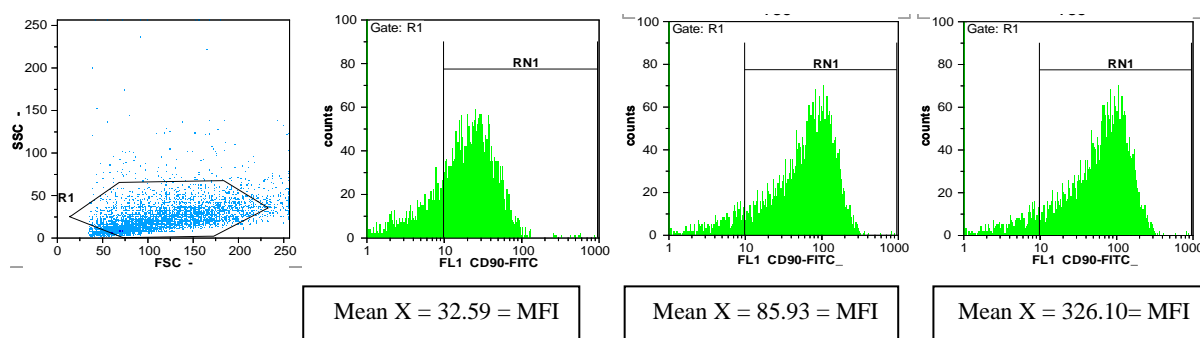 250
200
150
100
50
0
SSC -
R1
0 50 100 150 200 250
FSC -
100
80
60
40
20
0
counts
Gate: R1
RN1
1 10 100 1000
FL1 CD90-FITC
Mean X = 32.59 = MFI
100
80
60
40
20
0
counts
Gate: R1
RN1
1 10 100 1000
FL1 CD90-FITC_
Mean X = 85.93 = MFI
100
80
60
40
20
0
counts
Gate: R1
RN1
1 10 100 1000
FL1 CD90-FITC_
Mean X = 326.10= MFI